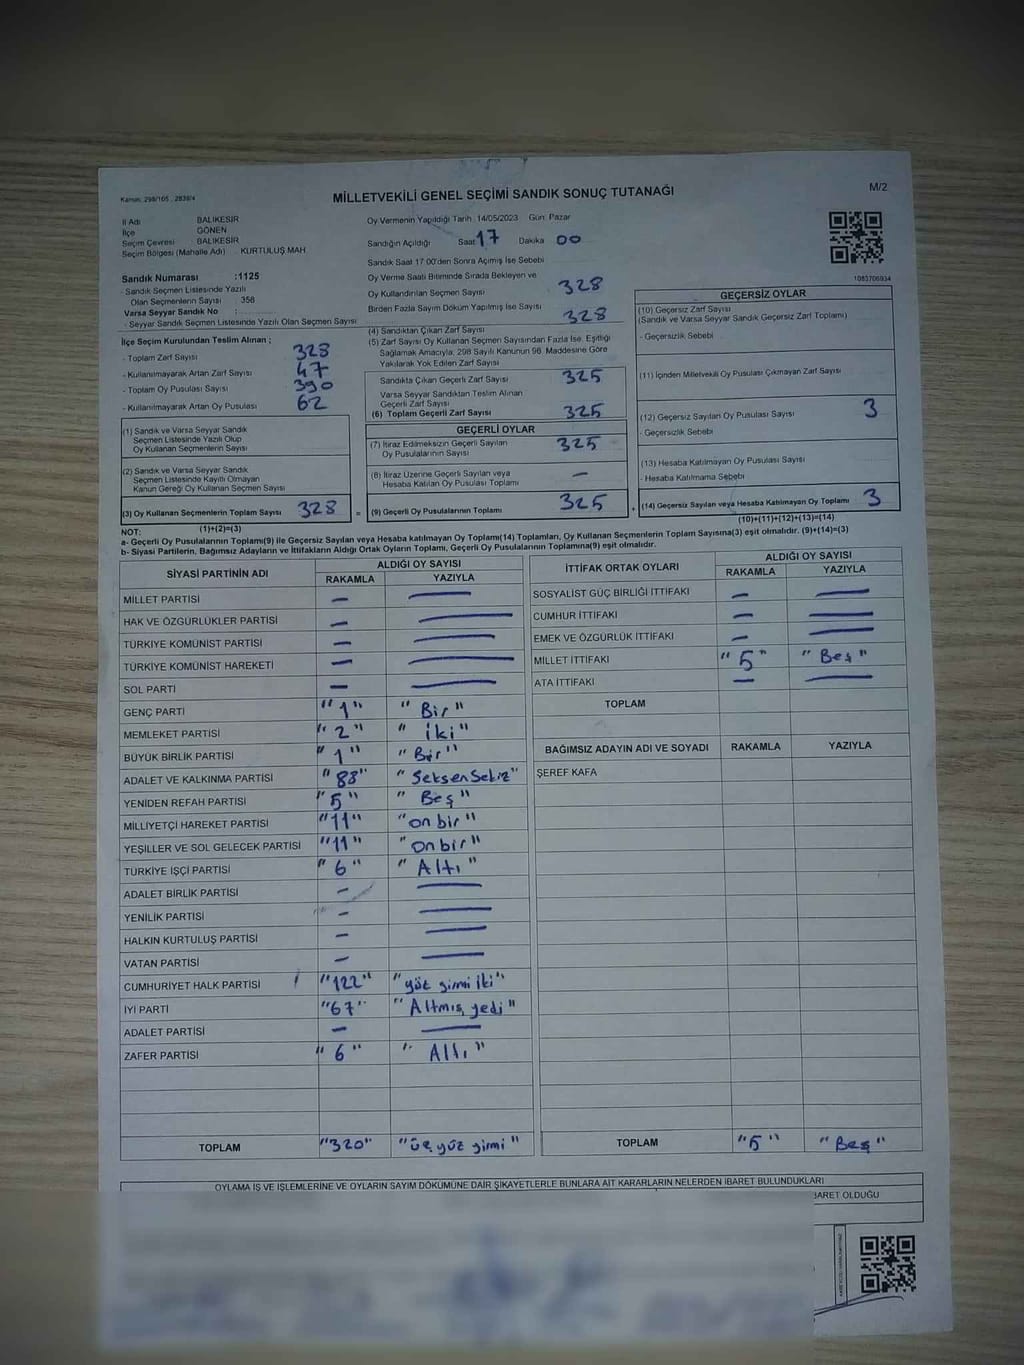 Kanun: 298/105 , 2839/4
MİLLETVEKİLİ GENEL SEÇİMİ SANDIK SONUÇ TUTANAĞI
M/2
İl Adı BALIKESİR
İlçe GÖNEN
Seçim Çevresi BALIKESİR
Seçim Bölgesi (Mahalle Adı) : KURTULUŞ MAH
Oy Vermenin Yapıldığı Tarih : 14/05/2023 Gün: Pazar
Sandığın Açıldığı Saat 17 Dakika 00
Sandık Saat 17:00'den Sonra Açımış İse Sebebi
1083706934
Sandık Numarası :1125
- Sandık Seçmen Listesinde Yazılı
Olan Seçmenlerin Sayısı 358
Varsa Seyyar Sandık No :
- Seyyar Sandık Seçmen Listesinde Yazılı Olan Seçmen Sayısı
Oy Verme Saati Bitiminde Sırada Bekleyen ve
Oy Kullandırılan Seçmen Sayısı 328
Birden Fazla Sayım Döküm Yapılmış İse Sayısı 328
(4) Sandıktan Çıkan Zarf Sayısı
(5) Zarf Sayısı Oy Kullanan Seçmen Sayısından Fazla İse, Eşitliği
Sağlamak Amacıyla; 298 Sayılı Kanunun 98. Maddesine Göre
Yakılarak Yok Edilen Zarf Sayısı
İlçe Seçim Kurulundan Teslim Alınan ;
- Toplam Zarf Sayısı 328
- Kullanılmayarak Artan Zarf Sayısı 47
- Toplam Oy Pusulası Sayısı 390
- Kullanılmayarak Artan Oy Pusulası 62
Sandıkta Çıkan Geçerli Zarf Sayısı 325
Varsa Seyyar Sandıktan Teslim Alınan
Geçerli Zarf Sayısı
(6) Toplam Geçerli Zarf Sayısı 325
GEÇERLİ OYLAR
(7) İtiraz Edilmeksizin Geçerli Sayılan
Oy Pusulalarının Sayısı 325
(8) İtiraz Üzerine Geçerli Sayılan veya
Hesaba Katılan Oy Pusulası Toplamı —
(9) Geçerli Oy Pusulalarının Toplamı 325
(1) Sandık ve Varsa Seyyar Sandık
Seçmen Listesinde Yazılı Olup
Oy Kullanan Seçmenlerin Sayısı
(2) Sandık ve Varsa Seyyar Sandık
Seçmen Listesinde Kayıtlı Olmayan
Kanun Gereği Oy Kullanan Seçmen Sayısı
(3) Oy Kullanan Seçmenlerin Toplam Sayısı 328 =
(1)+(2)=(3)
GEÇERSİZ OYLAR
(10) Geçersiz Zarf Sayısı
(Sandık ve Varsa Seyyar Sandık Geçersiz Zarf Toplamı)
- Geçersizlik Sebebi
(11) İçinden Milletvekili Oy Pusulası Çıkmayan Zarf Sayısı
(12) Geçersiz Sayılan Oy Pusulası Sayısı 3
- Geçersizlik Sebebi
(13) Hesaba Katılmayan Oy Pusulası Sayısı
- Hesaba Katılmama Sebebi
+ (14) Geçersiz Sayılan veya Hesaba Katılmayan Oy Toplamı 3
(10)+(11)+(12)+(13)=(14)
NOT:
a- Geçerli Oy Pusulalarının Toplamı(9) ile Geçersiz Sayılan veya Hesaba katılmayan Oy Toplamı(14) Toplamları, Oy Kullanan Seçmenlerin Toplam Sayısına(3) eşit olmalıdır. (9)+(14)=(3)
b- Siyasi Partilerin, Bağımsız Adayların ve İttifakların Aldığı Ortak Oyların Toplamı, Geçerli Oy Pusulalarının Toplamına(9) eşit olmalıdır.
SİYASİ PARTİNİN ADI ALDIĞI OY SAYISI
RAKAMLA YAZIYLA
MİLLET PARTİSİ — —
HAK VE ÖZGÜRLÜKLER PARTİSİ — —
TÜRKİYE KOMÜNİST PARTİSİ — —
TÜRKİYE KOMÜNİST HAREKETİ — —
SOL PARTİ — —
GENÇ PARTİ "1" "Bir"
MEMLEKET PARTİSİ "2" "iki"
BÜYÜK BİRLİK PARTİSİ "1" "Bir"
ADALET VE KALKINMA PARTİSİ "88" "SeksenSekiz"
YENİDEN REFAH PARTİSİ "5" "Beş"
MİLLİYETÇİ HAREKET PARTİSİ "11" "on bir"
YEŞİLLER VE SOL GELECEK PARTİSİ "11" "on bir"
TÜRKİYE İŞÇİ PARTİSİ "6" "Altı"
ADALET BİRLİK PARTİSİ — —
YENİLİK PARTİSİ — —
HALKIN KURTULUŞ PARTİSİ — —
VATAN PARTİSİ — —
CUMHURİYET HALK PARTİSİ "122" "yüz yirmi iki"
İYİ PARTİ "67" "Altmış yedi"
ADALET PARTİSİ — —
ZAFER PARTİSİ "6" "Altı"
TOPLAM "320" "üç yüz yirmi"
İTTİFAK ORTAK OYLARI ALDIĞI OY SAYISI
RAKAMLA YAZIYLA
SOSYALİST GÜÇ BİRLİĞİ İTTİFAKI — —
CUMHUR İTTİFAKI — —
EMEK VE ÖZGÜRLÜK İTTİFAKI — —
MİLLET İTTİFAKI "5" "Beş"
ATA İTTİFAKI — —
TOPLAM
BAĞIMSIZ ADAYIN ADI VE SOYADI RAKAMLA YAZIYLA
ŞEREF KAFA
TOPLAM "5" "Beş"
OYLAMA İŞ VE İŞLEMLERİNE VE OYLARIN SAYIM DÖKÜMÜNE DAİR ŞİKAYETLERLE BUNLARA AİT KARARLARIN NELERDEN İBARET BULUNDUKLARI
BARET OLDUĞU